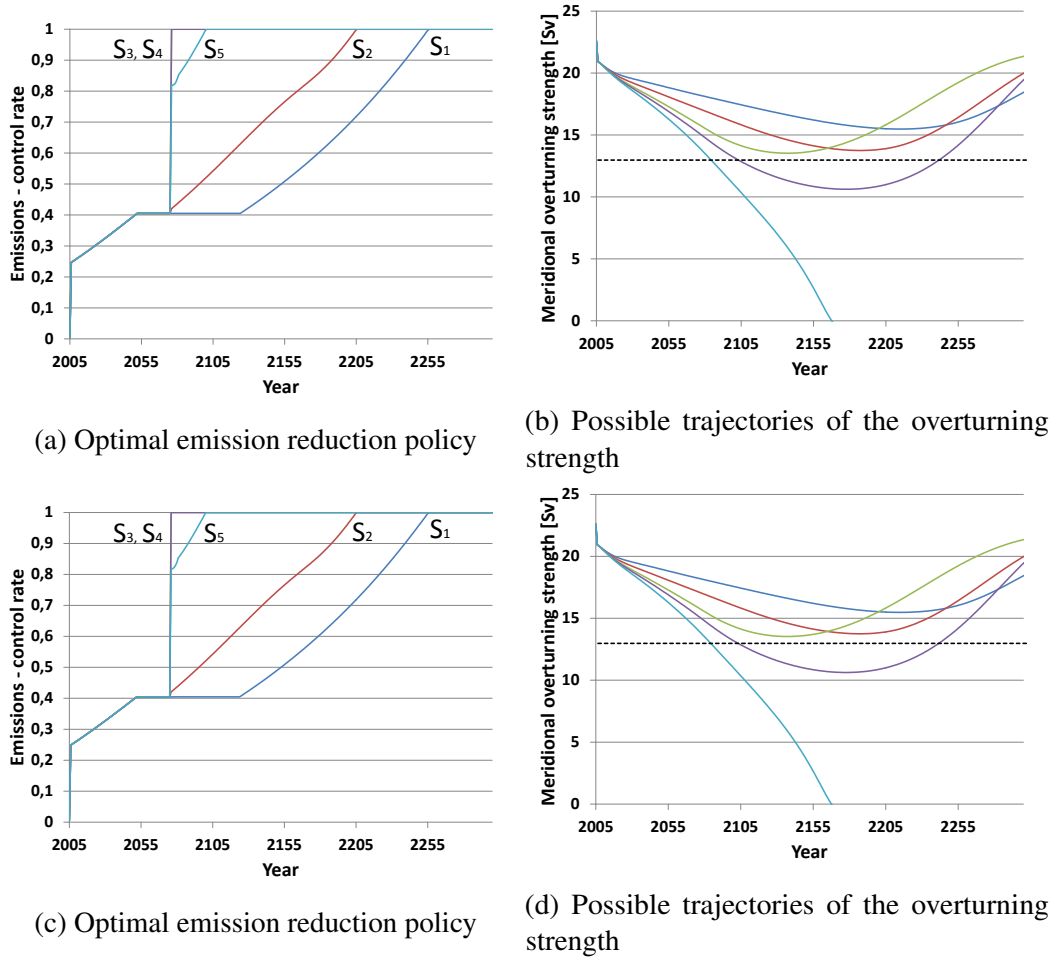 1
0,9
0,8
0,7
0,6
0,5
0,4
0,3
0,2
0,1
0
Emissions - control rate
S3, S4
S5
S2
S1
2005 2055 2105 2155 2205 2255
Year
(a) Optimal emission reduction policy
25
20
15
10
5
0
Meridional overturning strength [Sv]
2005 2055 2105 2155 2205 2255
Year
(b) Possible trajectories of the overturning
strength
1
0,9
0,8
0,7
0,6
0,5
0,4
0,3
0,2
0,1
0
Emissions - control rate
S3, S4
S5
S2
S1
2005 2055 2105 2155 2205 2255
Year
(c) Optimal emission reduction policy
25
20
15
10
5
0
Meridional overturning strength [Sv]
2005 2055 2105 2155 2205 2255
Year
(d) Possible trajectories of the overturning
strength